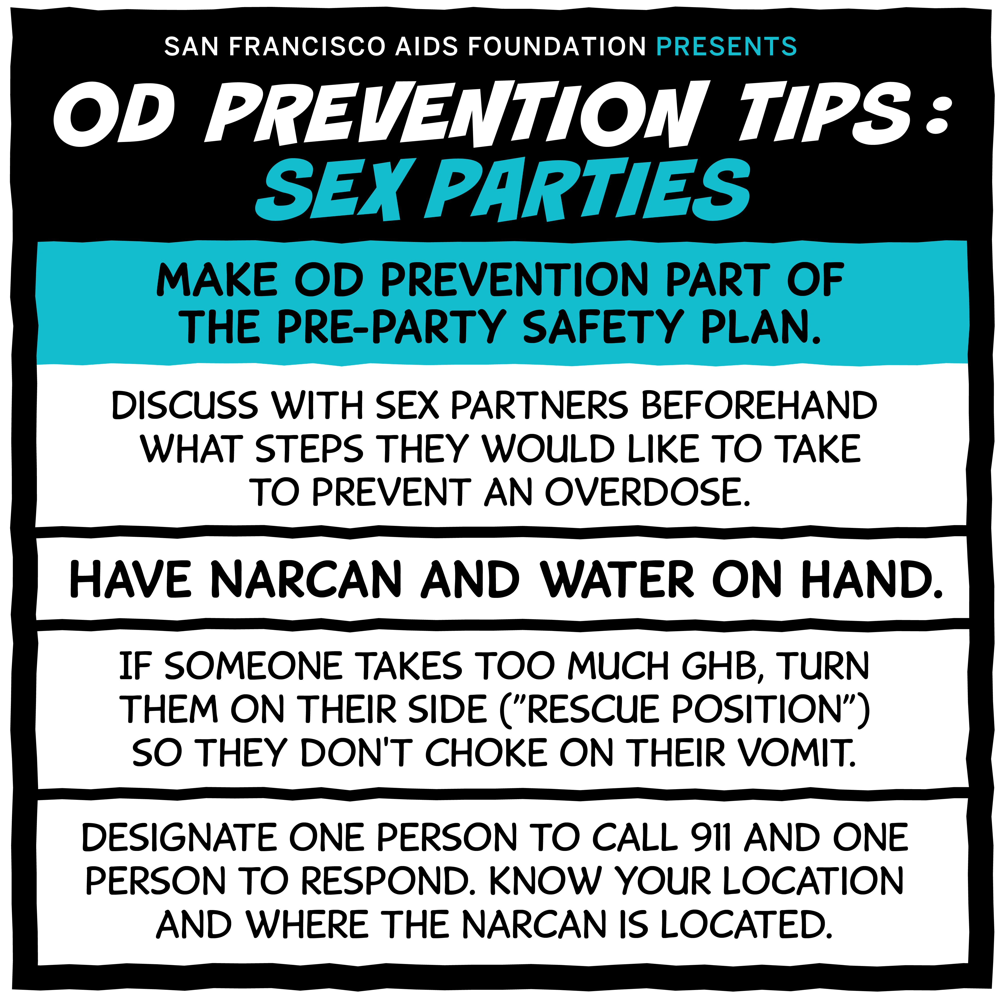 SAN FRANCISCO AIDS FOUNDATION PRESENTS
OD PREVENTION TIPS:
SEX PARTIES
MAKE OD PREVENTION PART OF
THE PRE-PARTY SAFETY PLAN.
DISCUSS WITH SEX PARTNERS BEFOREHAND
WHAT STEPS THEY WOULD LIKE TO TAKE
TO PREVENT AN OVERDOSE.
HAVE NARCAN AND WATER ON HAND.
IF SOMEONE TAKES TOO MUCH GHB, TURN
THEM ON THEIR SIDE (”RESCUE POSITION”)
SO THEY DON'T CHOKE ON THEIR VOMIT.
DESIGNATE ONE PERSON TO CALL 911 AND ONE
PERSON TO RESPOND. KNOW YOUR LOCATION
AND WHERE THE NARCAN IS LOCATED.